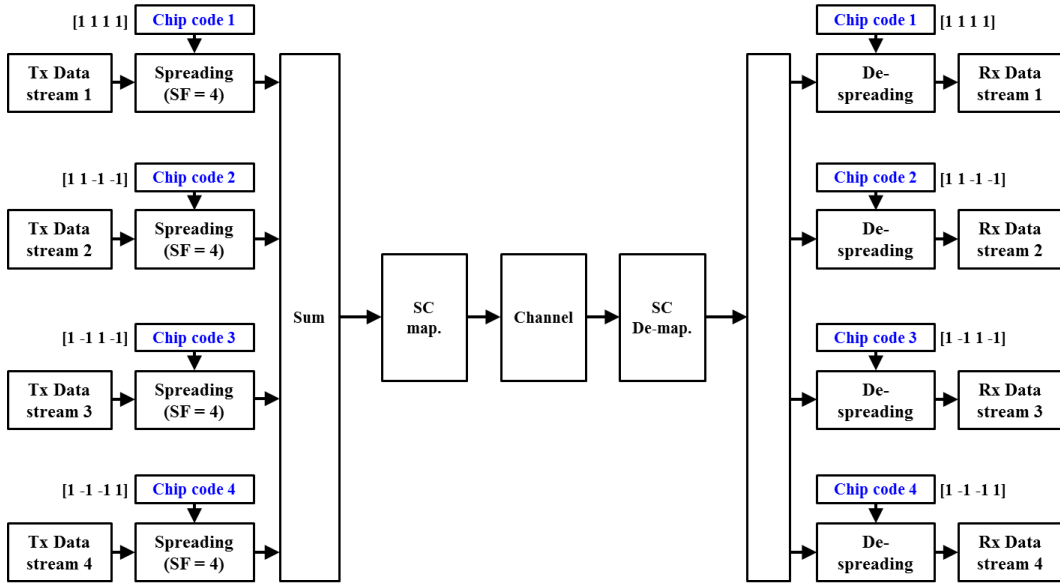 [1 1 1 1]
Chip code 1
Chip code 1
[1 1 1 1]
Tx Data
stream 1
Spreading
(SF = 4)
De-
spreading
Rx Data
stream 1
[1 1 -1 -1]
Chip code 2
Chip code 2
[1 1 -1 -1]
Tx Data
stream 2
Spreading
(SF = 4)
De-
spreading
Rx Data
stream 2
Sum
SC
map.
Channel
SC
De-map.
[1 -1 1 -1]
Chip code 3
Chip code 3
[1 -1 1 -1]
Tx Data
stream 3
Spreading
(SF = 4)
De-
spreading
Rx Data
stream 3
[1 -1 -1 1]
Chip code 4
Chip code 4
[1 -1 -1 1]
Tx Data
stream 4
Spreading
(SF = 4)
De-
spreading
Rx Data
stream 4